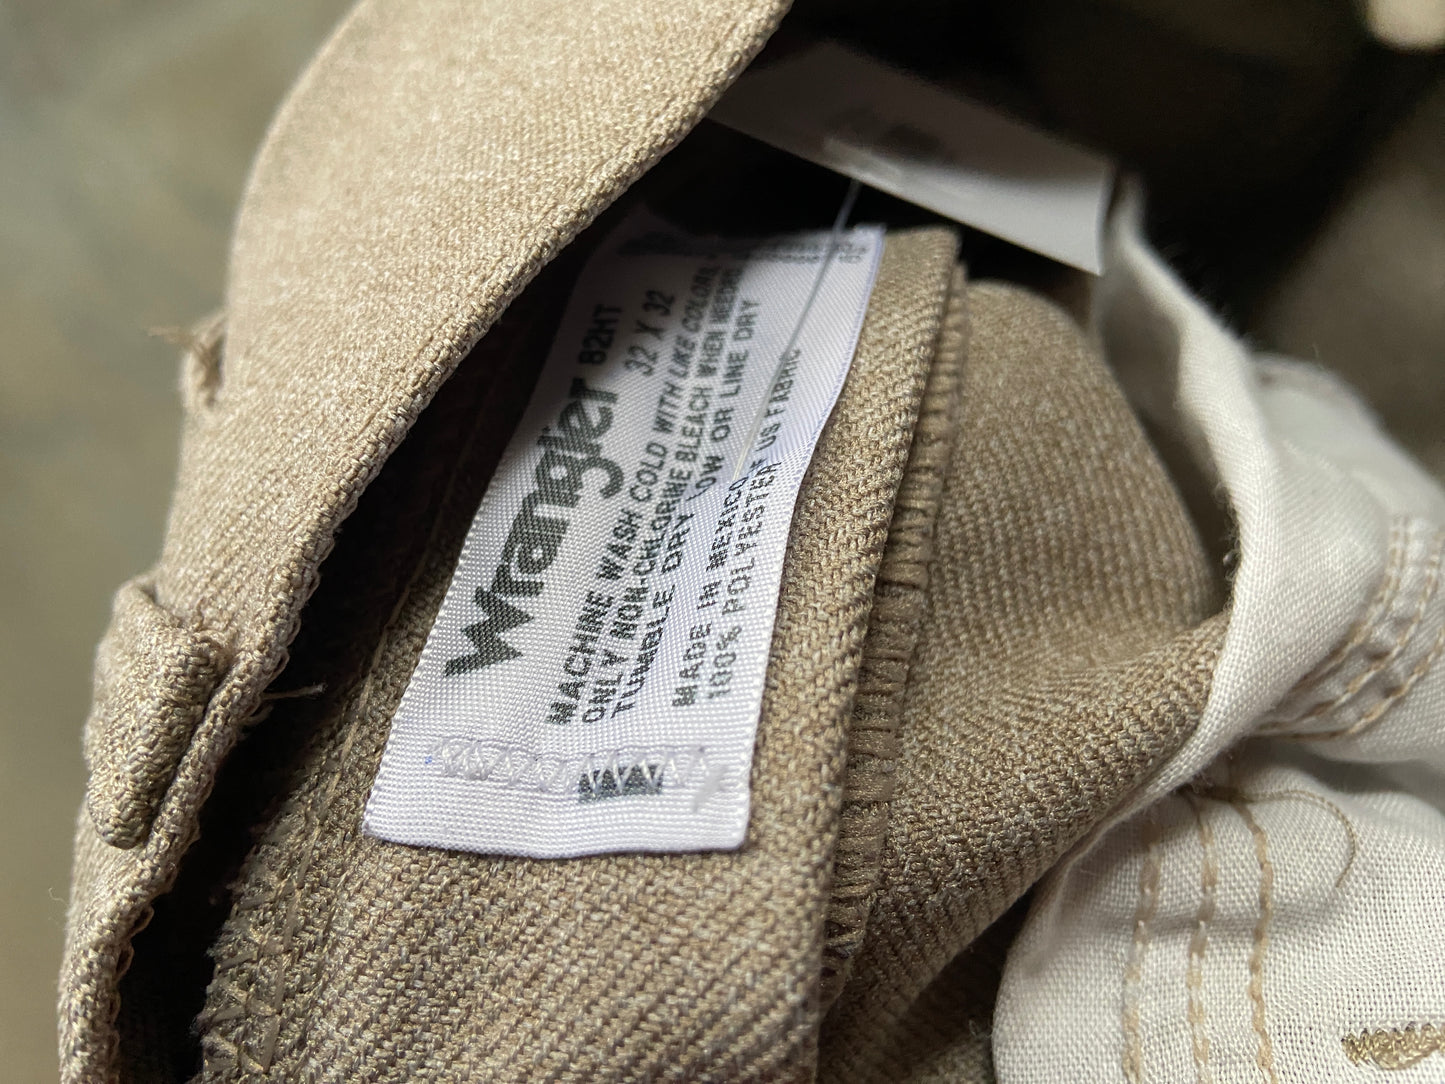 Wrangler 82HT
32 X 32
MACHINE WASH COLD WITH LIKE COLORS
ONLY NON-CHLORINE BLEACH WHEN NEEDED
TUMBLE DRY LOW OR LINE DRY
MADE IN MEXICO OF US FABRIC
100% POLYESTER